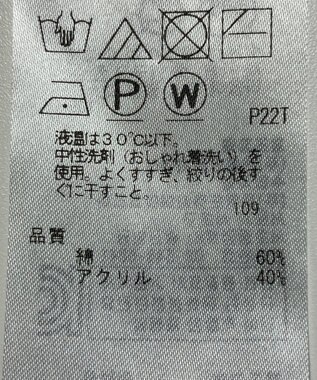 P W
P22T
液温は30℃以下。
中性洗剤(おしゃれ着洗い)を
使用。よくすすぎ、絞りの後す
ぐに干すこと。
109
品質
綿 60%
アクリル 40%